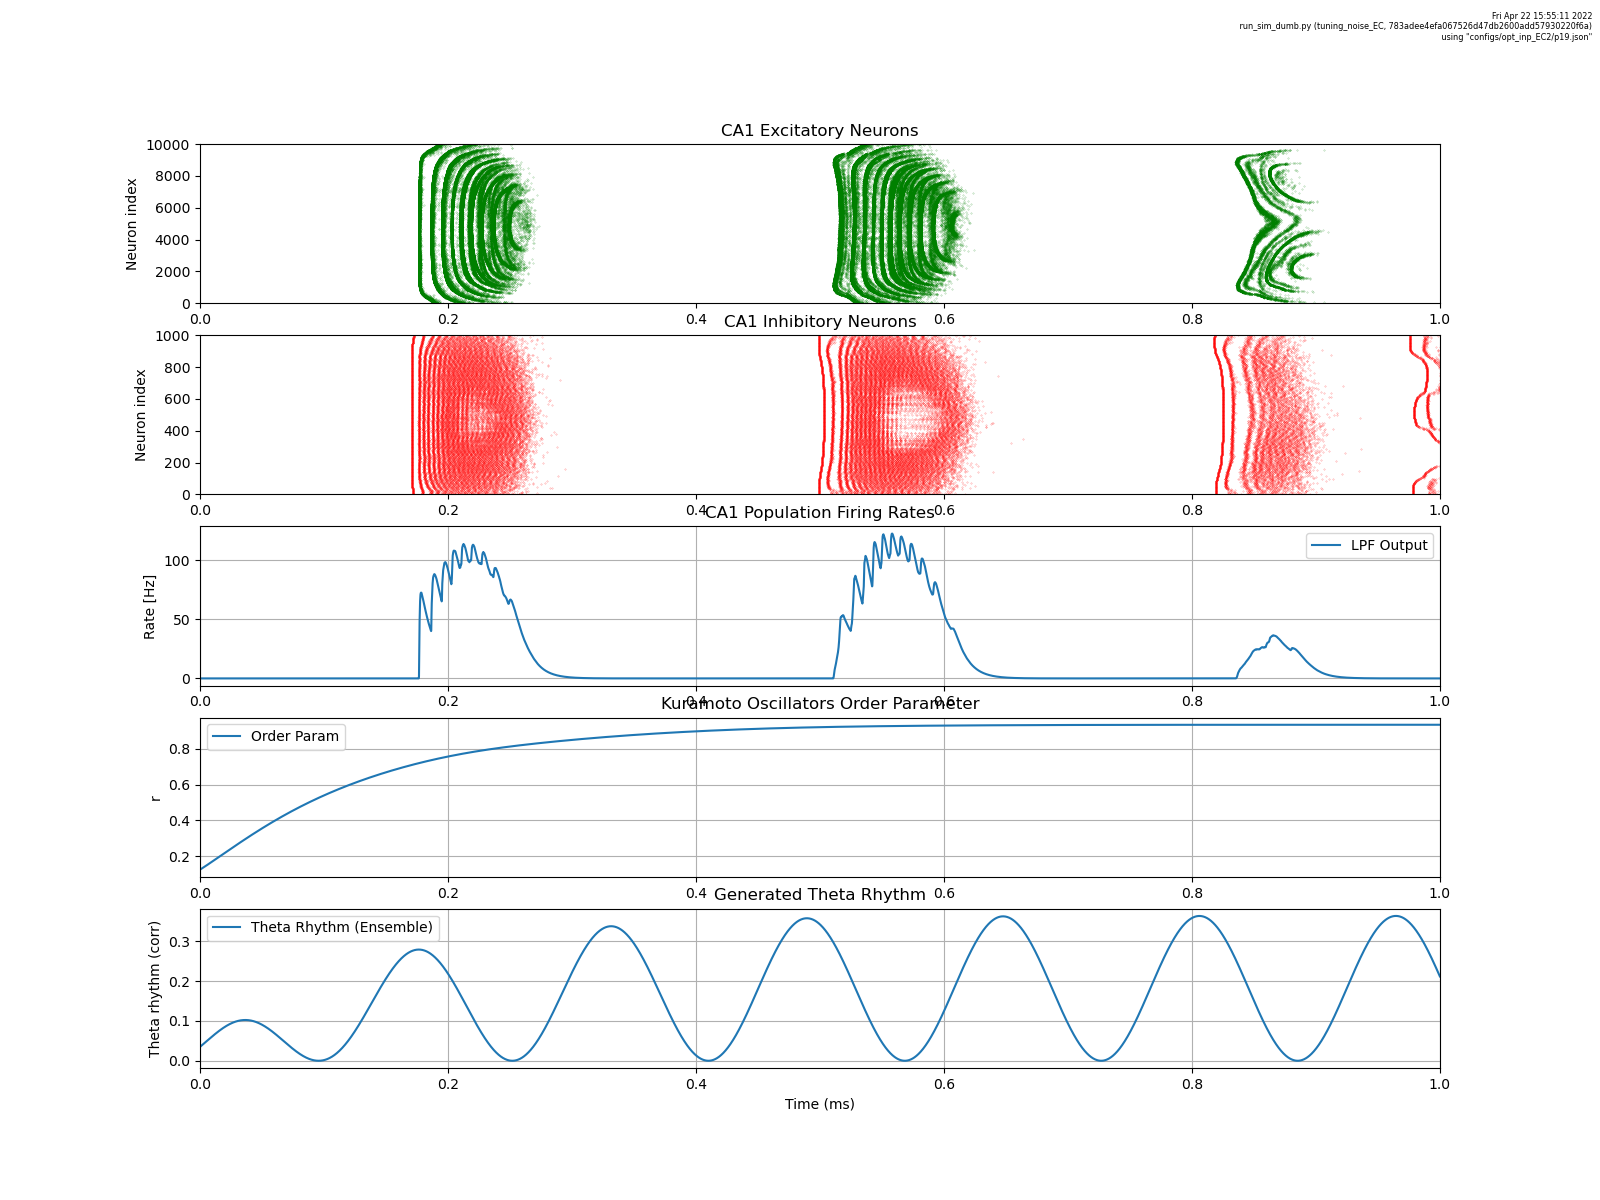 Fri Apr 22 15:55:11 2022
run_sim_dumb.py (tuning_noise_EC, 783adee4efa067526d47db2600add57930220f6a)
using "configs/opt_inp_EC2/p19.json"
CA1 Excitatory Neurons
Neuron index
10000
8000
6000
4000
2000
0
0.0 0.2 0.4 0.6 0.8 1.0
CA1 Inhibitory Neurons
Neuron index
1000
800
600
400
200
0
0.0 0.2 0.4 0.6 0.8 1.0
CA1 Population Firing Rates
Rate [Hz]
100
50
0
LPF Output
0.0 0.2 0.4 0.6 0.8 1.0
Kuramoto Oscillators Order Parameter
r
0.8
0.6
0.4
0.2
Order Param
0.0 0.2 0.4 0.6 0.8 1.0
Generated Theta Rhythm
Theta rhythm (corr)
0.3
0.2
0.1
0.0
Theta Rhythm (Ensemble)
0.0 0.2 0.4 0.6 0.8 1.0
Time (ms)